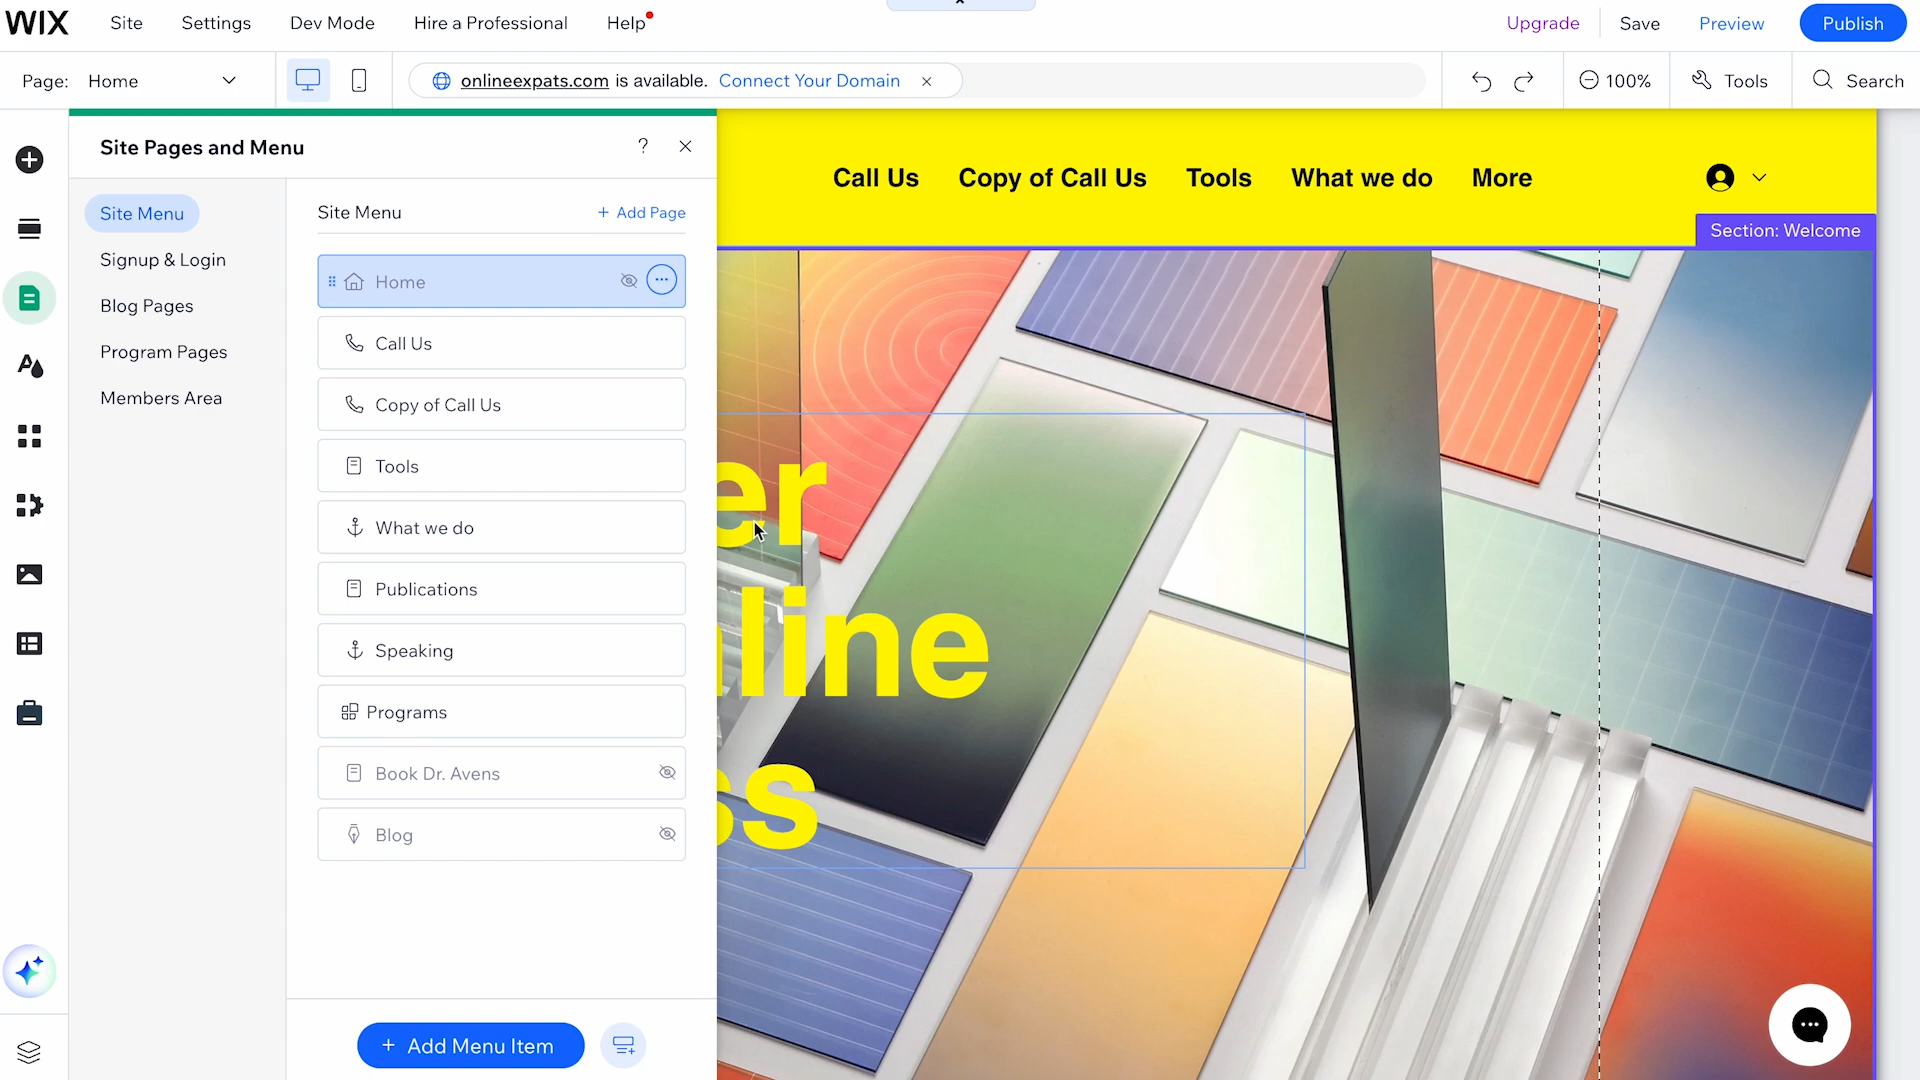 WIX Site Settings Dev Mode Hire a Professional Help Upgrade Save Preview Publish
Page: Home onlineexpats.com is available. Connect Your Domain 100% Tools Search
Site Pages and Menu ?
Call Us Copy of Call Us Tools What we do More
Site Menu
Signup & Login
Blog Pages
Program Pages
Members Area
Site Menu + Add Page
Home
Call Us
Copy of Call Us
Tools
What we do
Publications
Speaking
Programs
Book Dr. Avens
Blog
+ Add Menu Item
Section: Welcome
er
line
ss